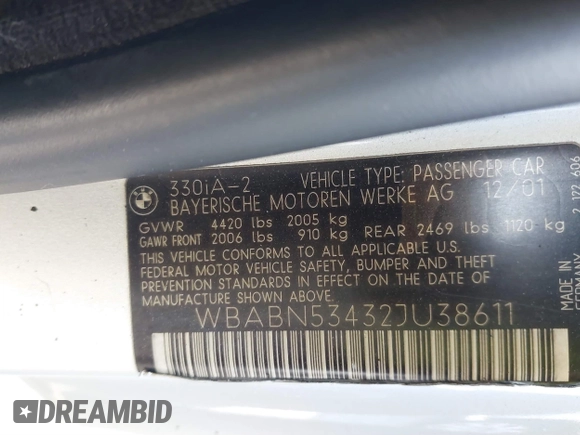 330iA-2 VEHICLE TYPE: PASSENGER CAR
BAYERISCHE MOTOREN WERKE AG 12/01
GVWR 4420 lbs 2005 kg
GAWR FRONT 2006 lbs 910 kg REAR 2469 lbs 1120 kg
THIS VEHICLE CONFORMS TO ALL APPLICABLE U.S.
FEDERAL MOTOR VEHICLE SAFETY, BUMPER AND THEFT
PREVENTION STANDARDS IN EFFECT ON THE DATE OF
MANUFACTURE SHOWN ABOVE.
WBABN53432JU38611
MADE IN
GERMANY
DREAMBID